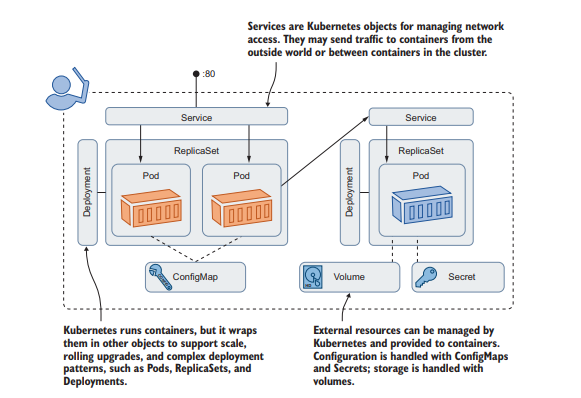 Services are Kubernetes objects for managing network
access. They may send traffic to containers from the
outside world or between containers in the cluster.
:80
Service
Service
ReplicaSet
ReplicaSet
Deployment
Pod
Pod
Deployment
Pod
ConfigMap
Volume
Secret
Kubernetes runs containers, but it wraps
them in other objects to support scale,
rolling upgrades, and complex deployment
patterns, such as Pods, ReplicaSets, and
Deployments.
External resources can be managed by
Kubernetes and provided to containers.
Configuration is handled with ConfigMaps
and Secrets; storage is handled with
volumes.